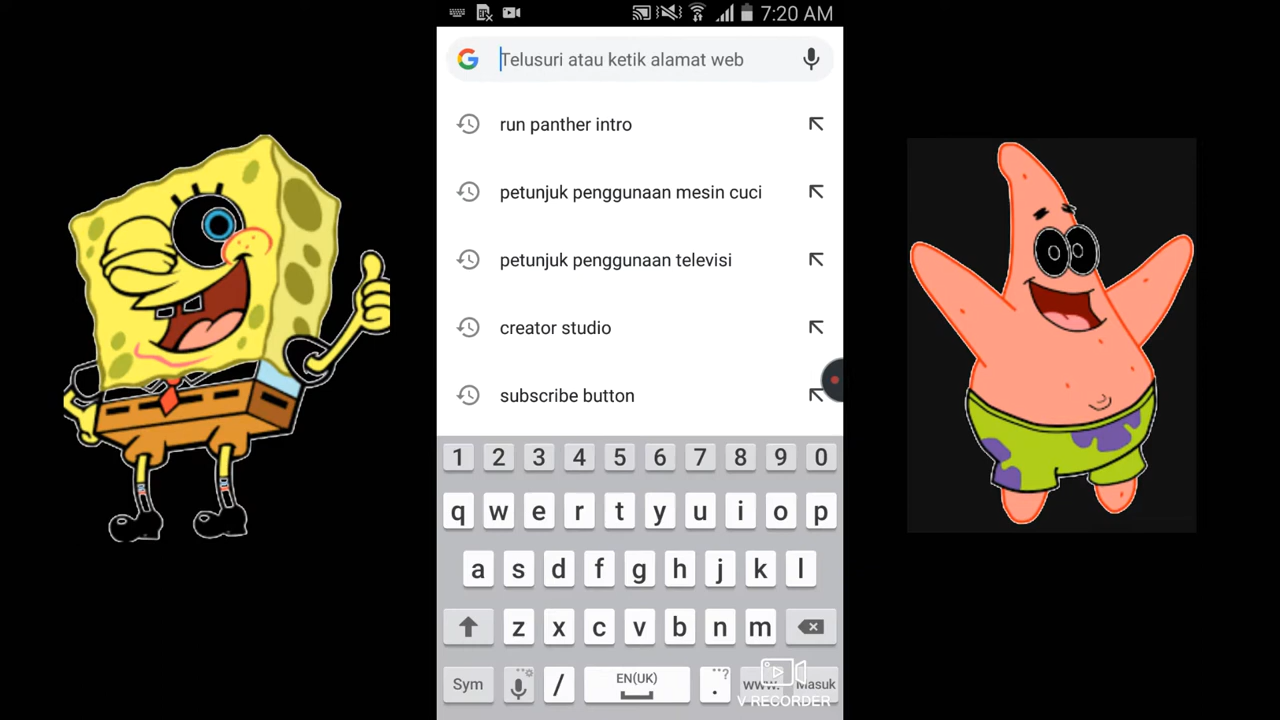 7:20 AM
Telusuri atau ketik alamat web
run panther intro
petunjuk penggunaan mesin cuci
petunjuk penggunaan televisi
creator studio
subscribe button
1 2 3 4 5 6 7 8 9 0
q w e r t y u i o p
a s d f g h j k l
z x c v b n m
Sym / EN(UK) . ? www. Masuk
V RECORDER